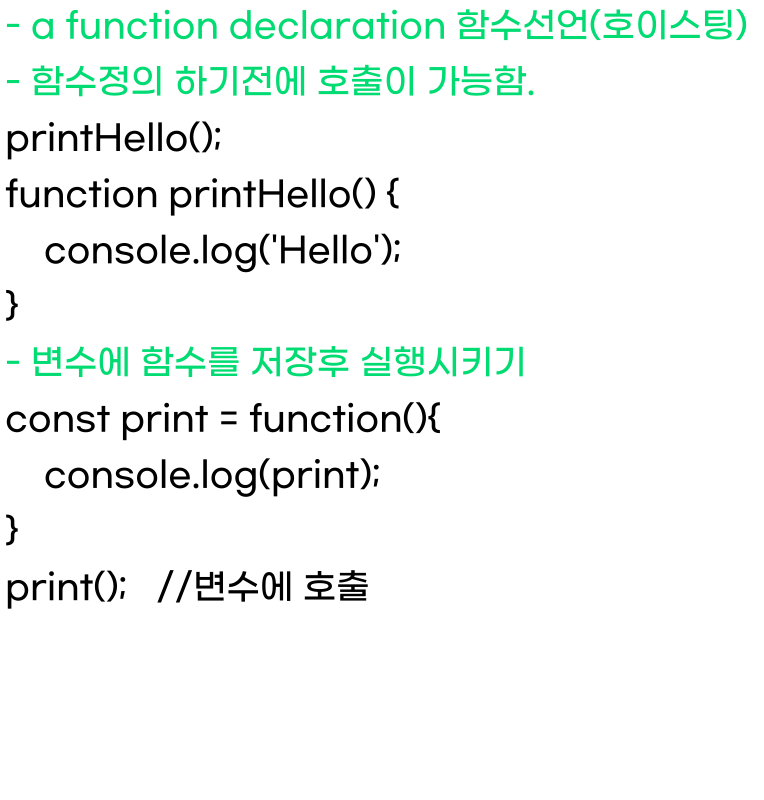 - a function declaration 함수선언(호이스팅)
- 함수정의 하기전에 호출이 가능함.
printHello();
function printHello() {
    console.log('Hello');
}
- 변수에 함수를 저장후 실행시키기
const print = function(){
    console.log(print);
}
print();   //변수에 호출